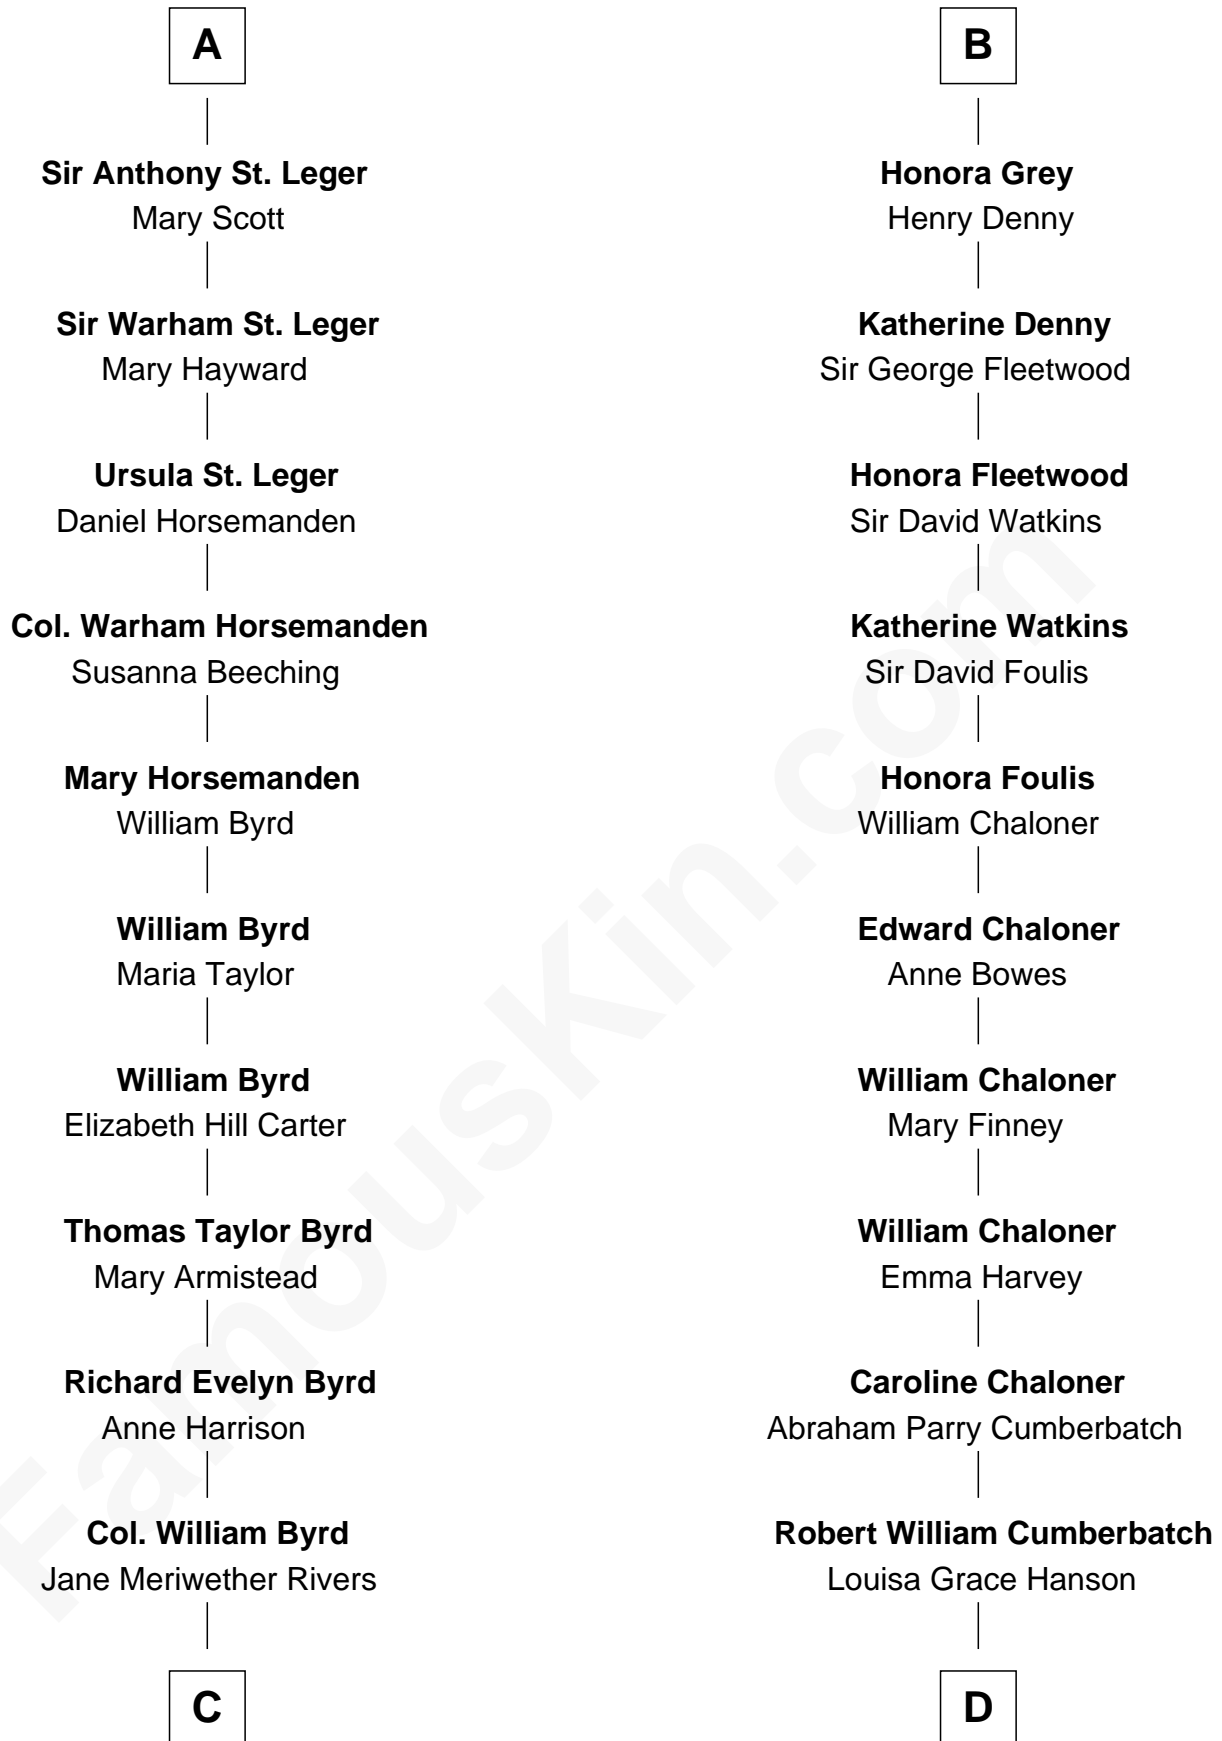 A
Sir Anthony St. Leger
Mary Scott
Sir Warham St. Leger
Mary Hayward
Ursula St. Leger
Daniel Horsemanden
Col. Warham Horsemanden
Susanna Beeching
Mary Horsemanden
William Byrd
William Byrd
Maria Taylor
William Byrd
Elizabeth Hill Carter
Thomas Taylor Byrd
Mary Armistead
Richard Evelyn Byrd
Anne Harrison
Col. William Byrd
Jane Meriwether Rivers
C
B
Honora Grey
Henry Denny
Katherine Denny
Sir George Fleetwood
Honora Fleetwood
Sir David Watkins
Katherine Watkins
Sir David Foulis
Honora Foulis
William Chaloner
Edward Chaloner
Anne Bowes
William Chaloner
Mary Finney
William Chaloner
Emma Harvey
Caroline Chaloner
Abraham Parry Cumberbatch
Robert William Cumberbatch
Louisa Grace Hanson
D
FamousKin.com